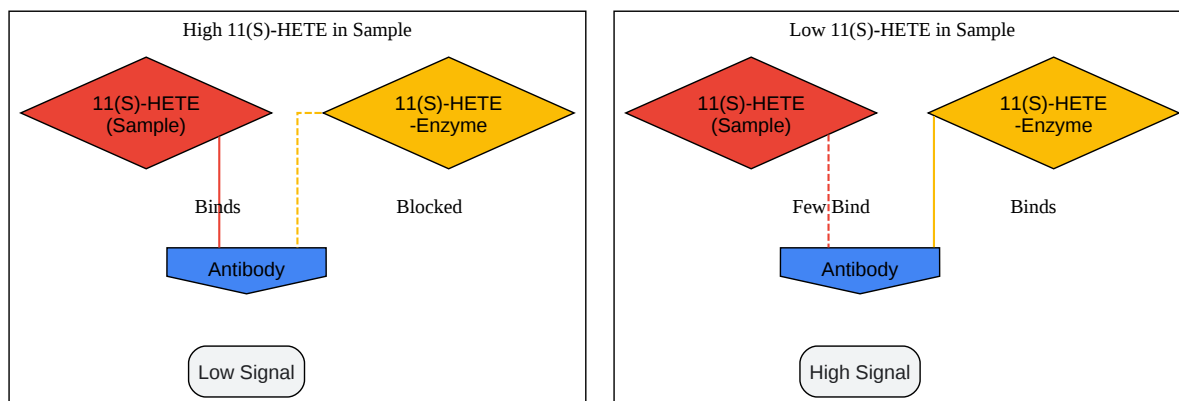 High 11(S)-HETE in Sample
11(S)-HETE
(Sample)
11(S)-HETE
-Enzyme
Binds
Blocked
Antibody
Low Signal
Low 11(S)-HETE in Sample
11(S)-HETE
(Sample)
11(S)-HETE
-Enzyme
Few Bind
Binds
Antibody
High Signal